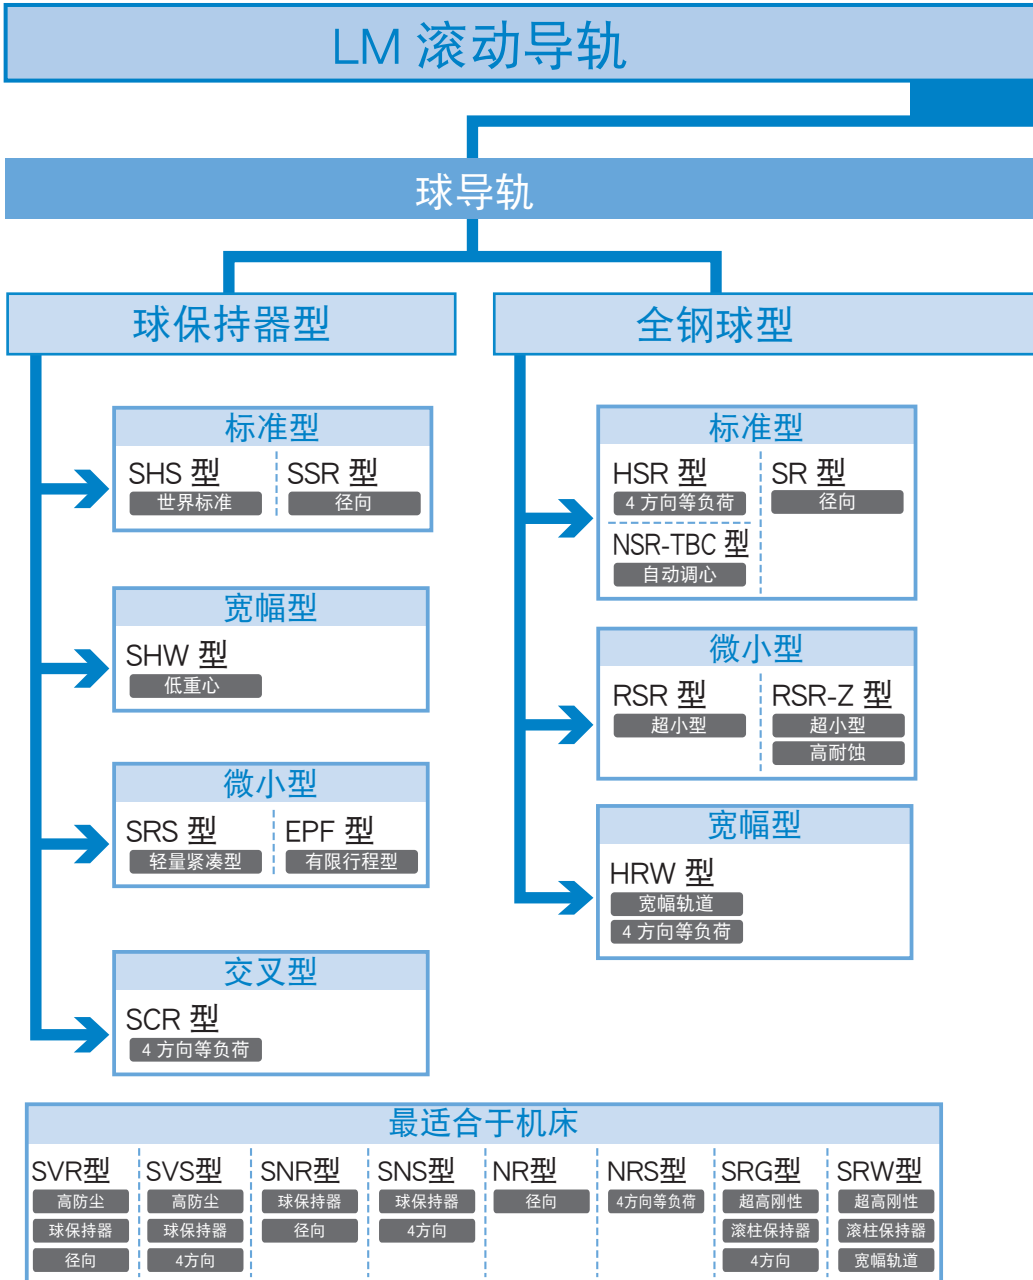 LM 滚动导轨
球导轨
球保持器型
标准型
SHS 型
世界标准
SSR 型
径向
宽幅型
SHW 型
低重心
微小型
SRS 型
轻量紧凑型
EPF 型
有限行程型
交叉型
SCR 型
4 方向等负荷
全钢球型
标准型
HSR 型
4 方向等负荷
NSR-TBC 型
自动调心
SR 型
径向
微小型
RSR 型
超小型
RSR-Z 型
超小型
高耐蚀
宽幅型
HRW 型
宽幅轨道
4 方向等负荷
最适合于机床
SVR型
高防尘
球保持器
径向
SVS型
高防尘
球保持器
4方向
SNR型
球保持器
径向
SNS型
球保持器
4方向
NR型
径向
NRS型
4方向等负荷
SRG型
超高刚性
滚柱保持器
4方向
SRW型
超高刚性
滚柱保持器
宽幅轨道